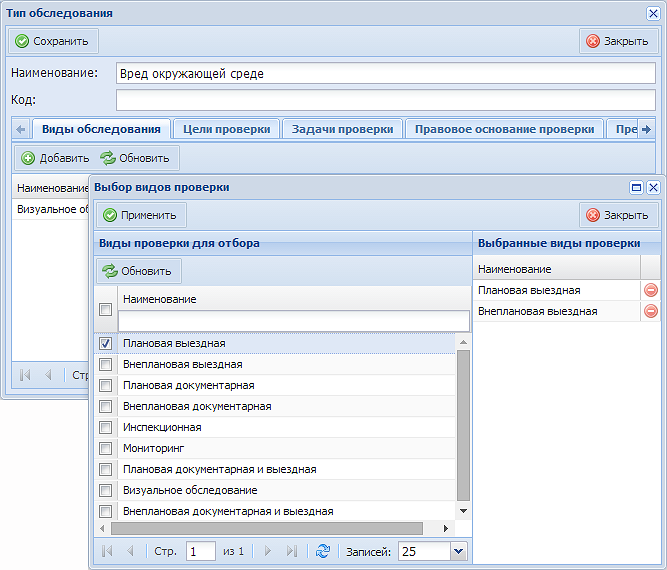 Тип обследования
Сохранить
Закрыть
Наименование: Вред окружающей среде
Код:
Виды обследования Цели проверки Задачи проверки Правовое основание проверки Пре
Добавить Обновить
Наименование
Визуальное об
Стр
Выбор видов проверки
Применить
Закрыть
Виды проверки для отбора
Обновить
Наименование
Плановая выездная
Внеплановая выездная
Плановая документарная
Внеплановая документарная
Инспекционная
Мониторинг
Плановая документарная и выездная
Визуальное обследование
Внеплановая документарная и выездная
Стр. 1 из 1 Записей: 25
Выбранные виды проверки
Наименование
Плановая выездная
Внеплановая выездная